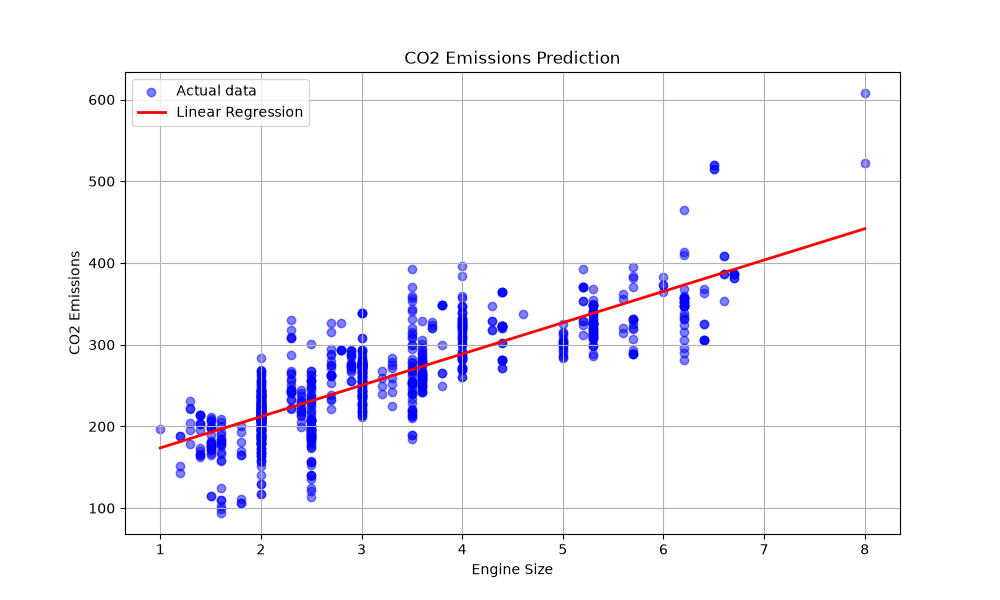 CO2 Emissions Prediction
Actual data
Linear Regression
600
500
400
300
200
100
CO2 Emissions
1 2 3 4 5 6 7 8
Engine Size